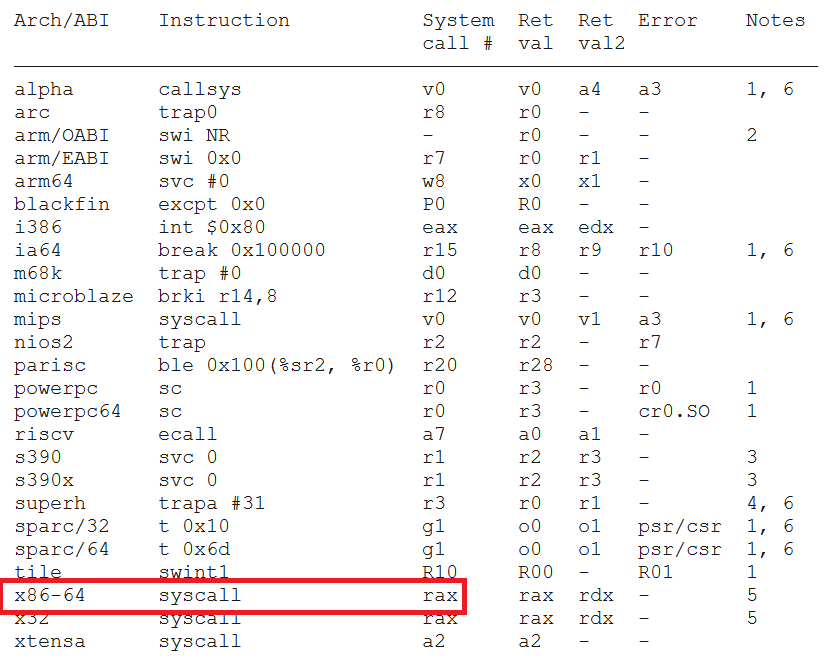 Arch/ABI Instruction System Ret Ret Error Notes
call # val val2
alpha callsys v0 v0 a4 a3 1, 6
arc trap0 r8 r0 - -
arm/OABI swi NR - r0 - - 2
arm/EABI swi 0x0 r7 r0 r1 -
arm64 svc #0 w8 x0 x1 -
blackfin excpt 0x0 P0 R0 - -
i386 int $0x80 eax eax edx -
ia64 break 0x100000 r15 r8 r9 r10 1, 6
m68k trap #0 d0 d0 - -
microblaze brki r14,8 r12 r3 - -
mips syscall v0 v0 v1 a3 1, 6
nios2 trap r2 r2 - r7
parisc ble 0x100(%sr2, %r0) r20 r28 - -
powerpc sc r0 r3 - r0 1
powerpc64 sc r0 r3 - cr0.SO 1
riscv ecall a7 a0 a1 -
s390 svc 0 r1 r2 r3 - 3
s390x svc 0 r1 r2 r3 - 3
superh trapa #31 r3 r0 r1 - 4, 6
sparc/32 t 0x10 g1 o0 o1 psr/csr 1, 6
sparc/64 t 0x6d g1 o0 o1 psr/csr 1, 6
tile swint1 R10 R00 - R01 1
x86-64 syscall rax rax rdx - 5
x32 syscall rax rax rdx - 5
xtensa syscall a2 a2 - -